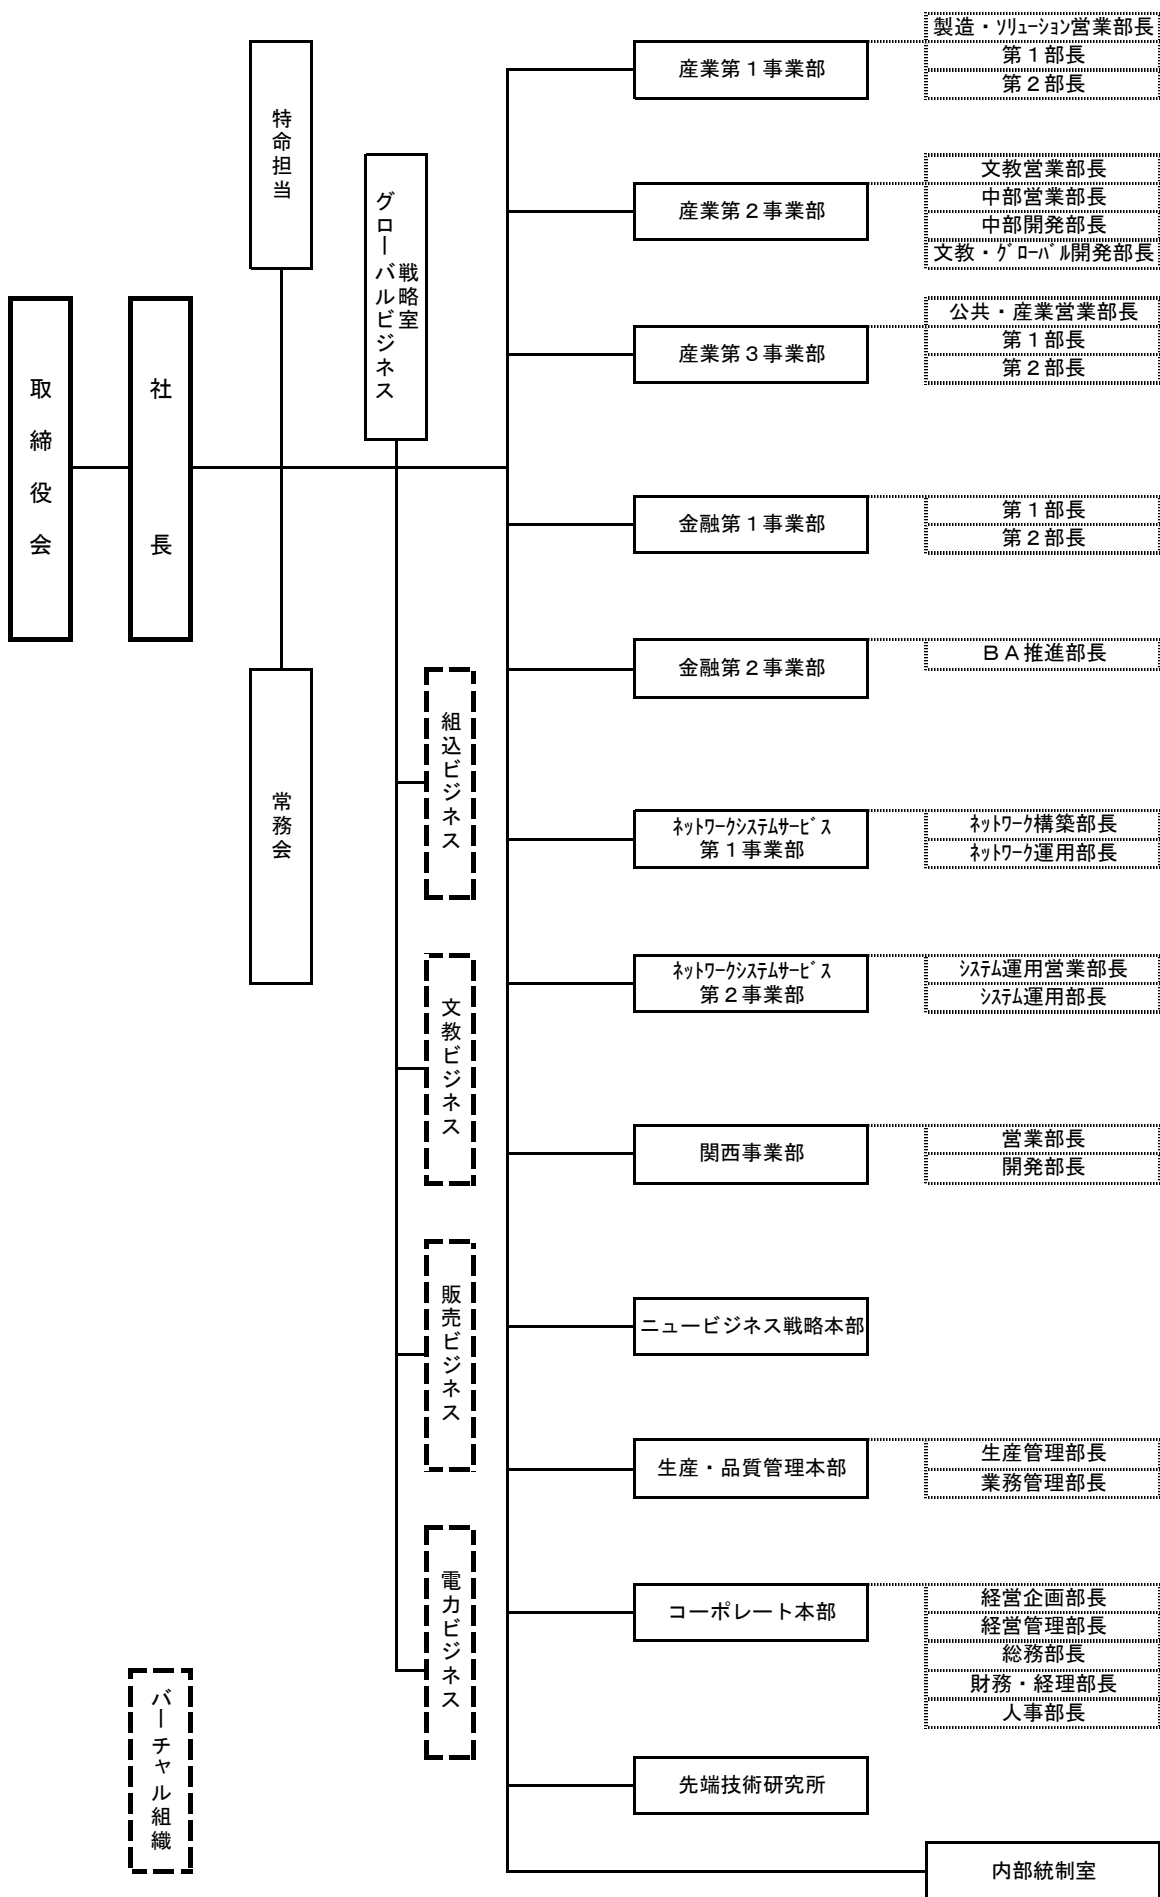 取締役会
社長
特命担当
常務会
グローバルビジネス
戦略室
組込ビジネス
文教ビジネス
販売ビジネス
電力ビジネス
バーチャル組織
産業第１事業部
製造・ｿﾘｭｰｼｮﾝ営業部長
第１部長
第２部長
産業第２事業部
文教営業部長
中部営業部長
中部開発部長
文教・ｸﾞﾛｰﾊﾞﾙ開発部長
産業第３事業部
公共・産業営業部長
第１部長
第２部長
金融第１事業部
第１部長
第２部長
金融第２事業部
ＢＡ推進部長
ﾈｯﾄﾜｰｸｼｽﾃﾑｻｰﾋﾞｽ
第１事業部
ﾈｯﾄﾜｰｸ構築部長
ﾈｯﾄﾜｰｸ運用部長
ﾈｯﾄﾜｰｸｼｽﾃﾑｻｰﾋﾞｽ
第２事業部
ｼｽﾃﾑ運用営業部長
ｼｽﾃﾑ運用部長
関西事業部
営業部長
開発部長
ニュービジネス戦略本部
生産・品質管理本部
生産管理部長
業務管理部長
コーポレート本部
経営企画部長
経営管理部長
総務部長
財務・経理部長
人事部長
先端技術研究所
内部統制室